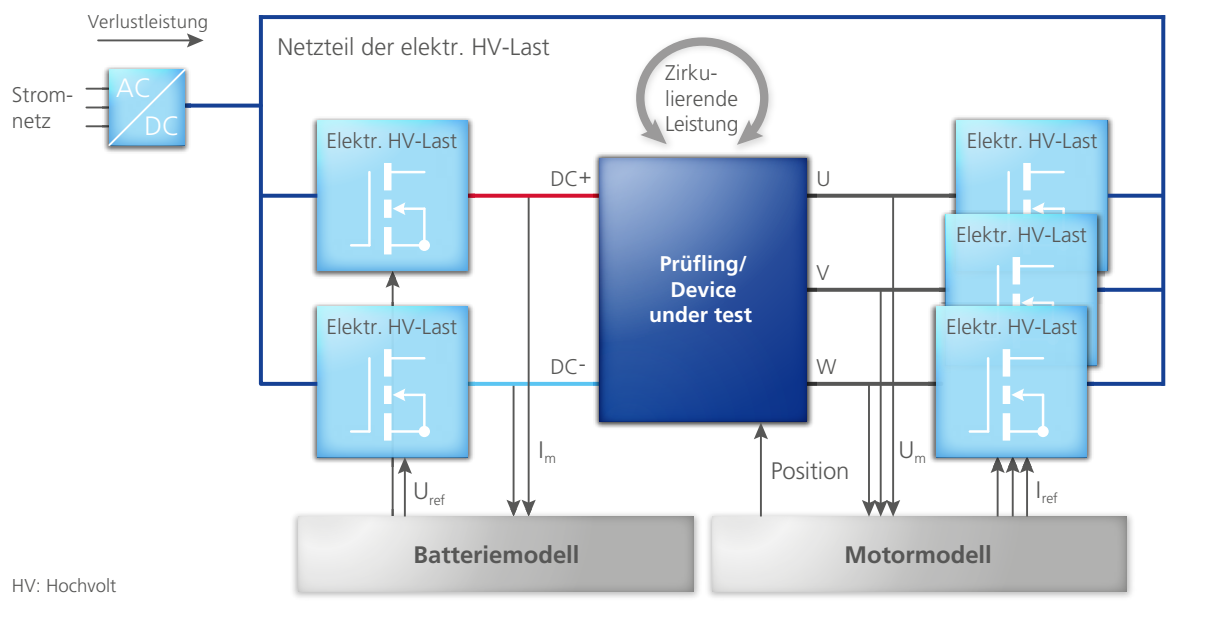 Verlustleistung
Netzteil der elektr. HV-Last
Strom-
netz
AC
DC
Zirku-
lierende
Leistung
Elektr. HV-Last
DC+
U
Elektr. HV-Last
Elektr. HV-Last
Prüfling/
Device
under test
V
Elektr. HV-Last
DC-
W
Elektr. HV-Last
Im
Uref
Position
Um
Iref
Batteriemodell
Motormodell
HV: Hochvolt